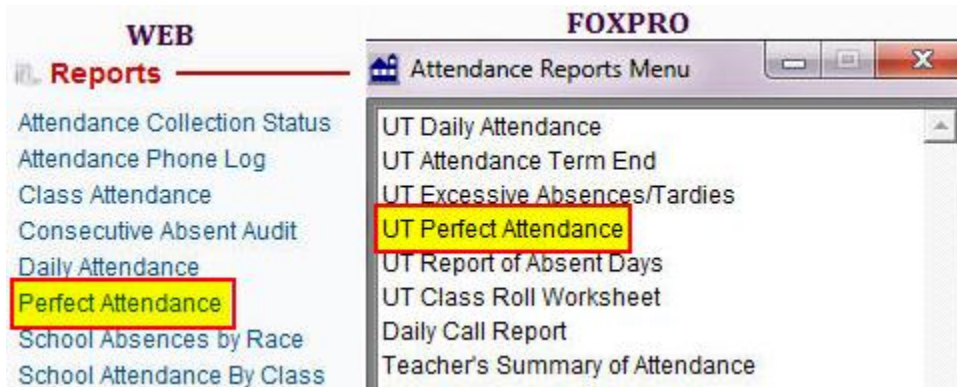 WEB
Reports
Attendance Collection Status
Attendance Phone Log
Class Attendance
Consecutive Absent Audit
Daily Attendance
Perfect Attendance
School Absences by Race
School Attendance By Class
FOXPRO
Attendance Reports Menu
UT Daily Attendance
UT Attendance Term End
UT Excessive Absences/Tardies
UT Perfect Attendance
UT Report of Absent Days
UT Class Roll Worksheet
Daily Call Report
Teacher's Summary of Attendance